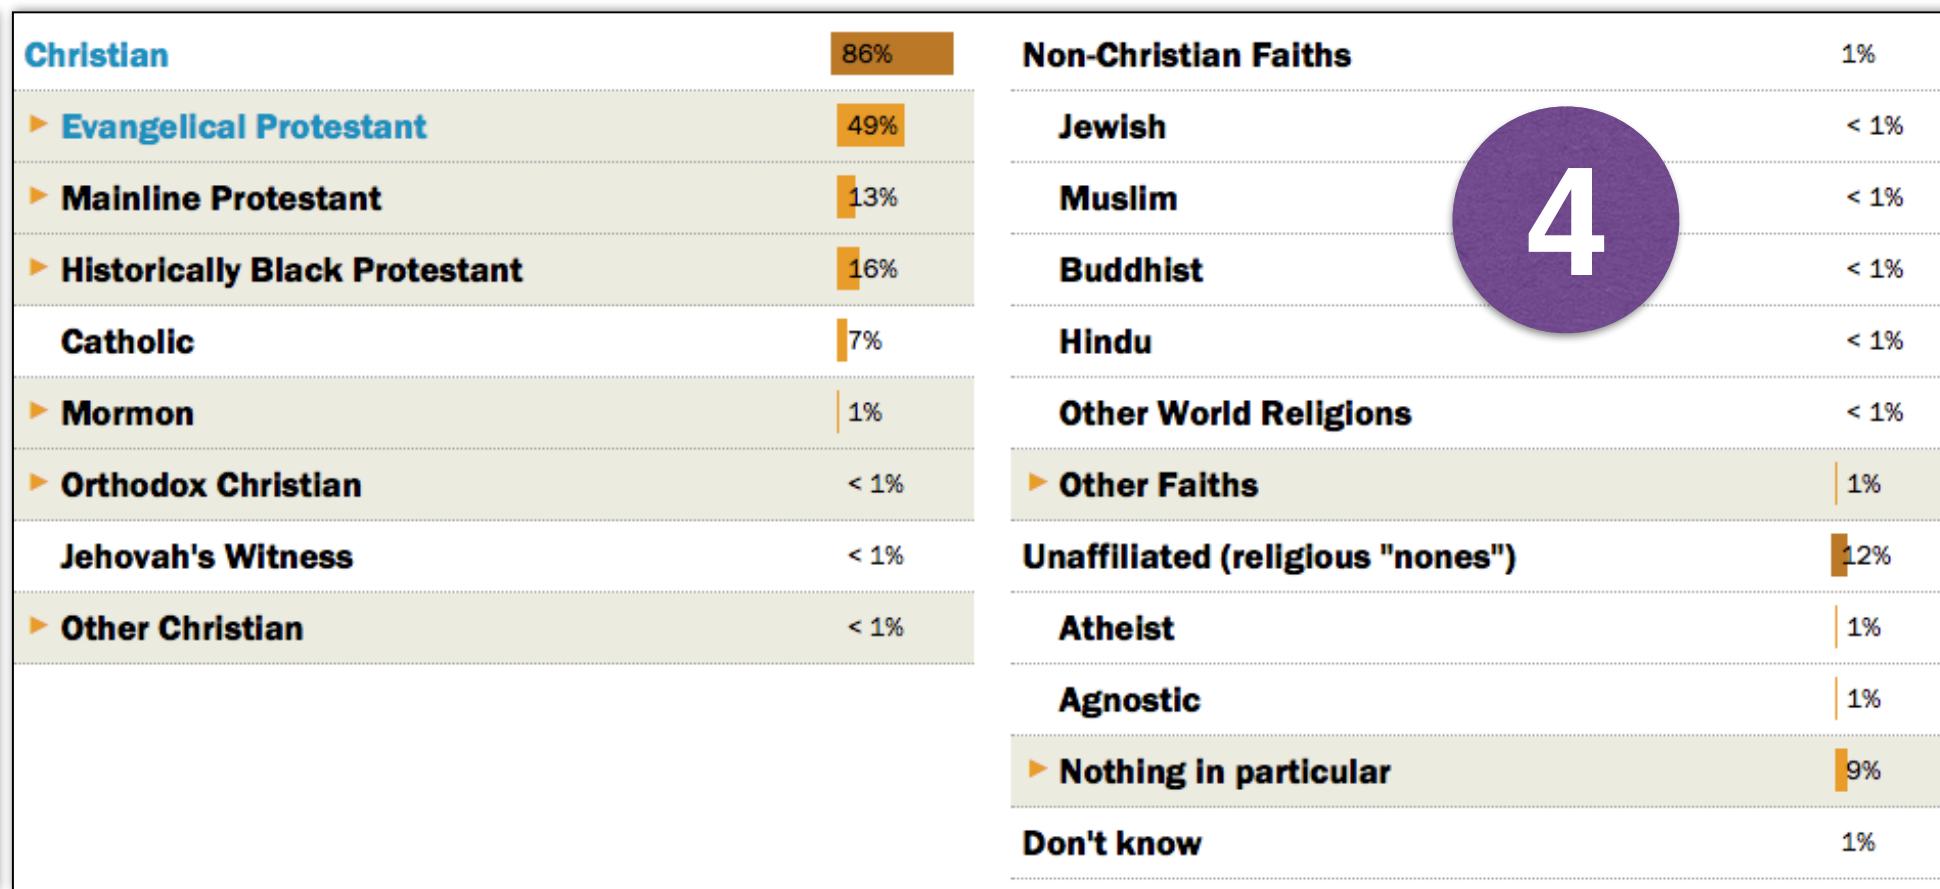 Christian 86%
Evangelical Protestant 49%
Mainline Protestant 13%
Historically Black Protestant 16%
Catholic 7%
Mormon 1%
Orthodox Christian < 1%
Jehovah's Witness < 1%
Other Christian < 1%
Non-Christian Faiths 1%
Jewish < 1%
Muslim < 1%
Buddhist < 1%
Hindu < 1%
Other World Religions < 1%
Other Faiths 1%
Unaffiliated (religious "nones") 12%
Atheist 1%
Agnostic 1%
Nothing in particular 9%
Don't know 1%
4